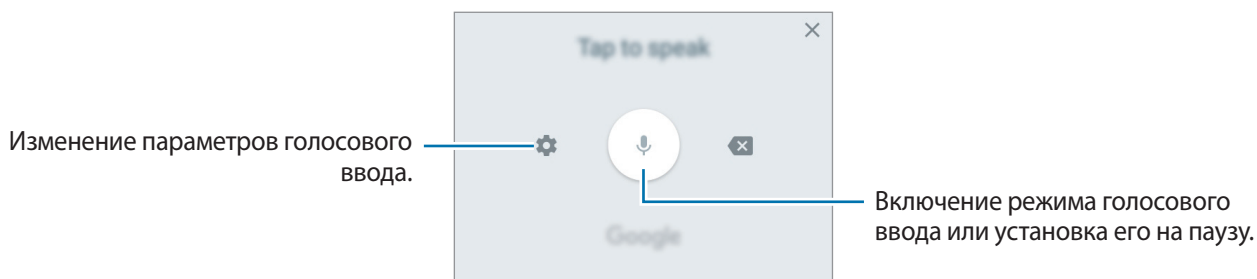 Tap to speak
Изменение параметров голосового
ввода.
Включение режима голосового
ввода или установка его на паузу.
Google